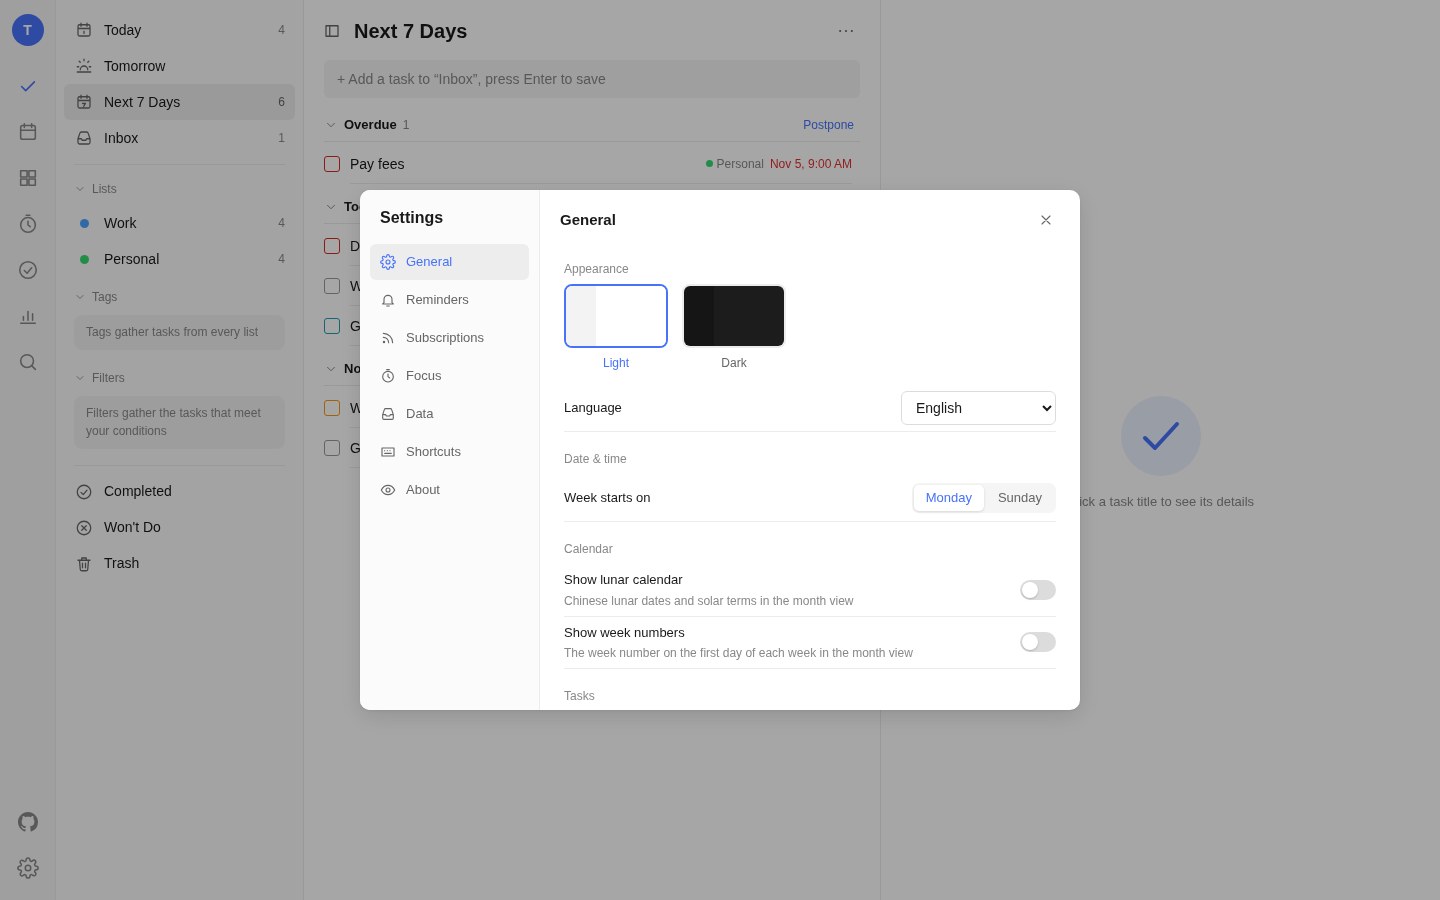 T
Today 4
Tomorrow
Next 7 Days 6
Inbox 1
Lists
Work 4
Personal 4
Tags
Tags gather tasks from every list
Filters
Filters gather the tasks that meet
your conditions
Completed
Won't Do
Trash
Next 7 Days
+ Add a task to “Inbox”, press Enter to save
Overdue 1 Postpone
Pay fees Personal Nov 5, 9:00 AM
Settings
General
Reminders
Subscriptions
Focus
Data
Shortcuts
About
General
Appearance
Light
Dark
Language English
Date & time
Week starts on Monday Sunday
Calendar
Show lunar calendar
Chinese lunar dates and solar terms in the month view
Show week numbers
The week number on the first day of each week in the month view
Tasks
a task title to see its details